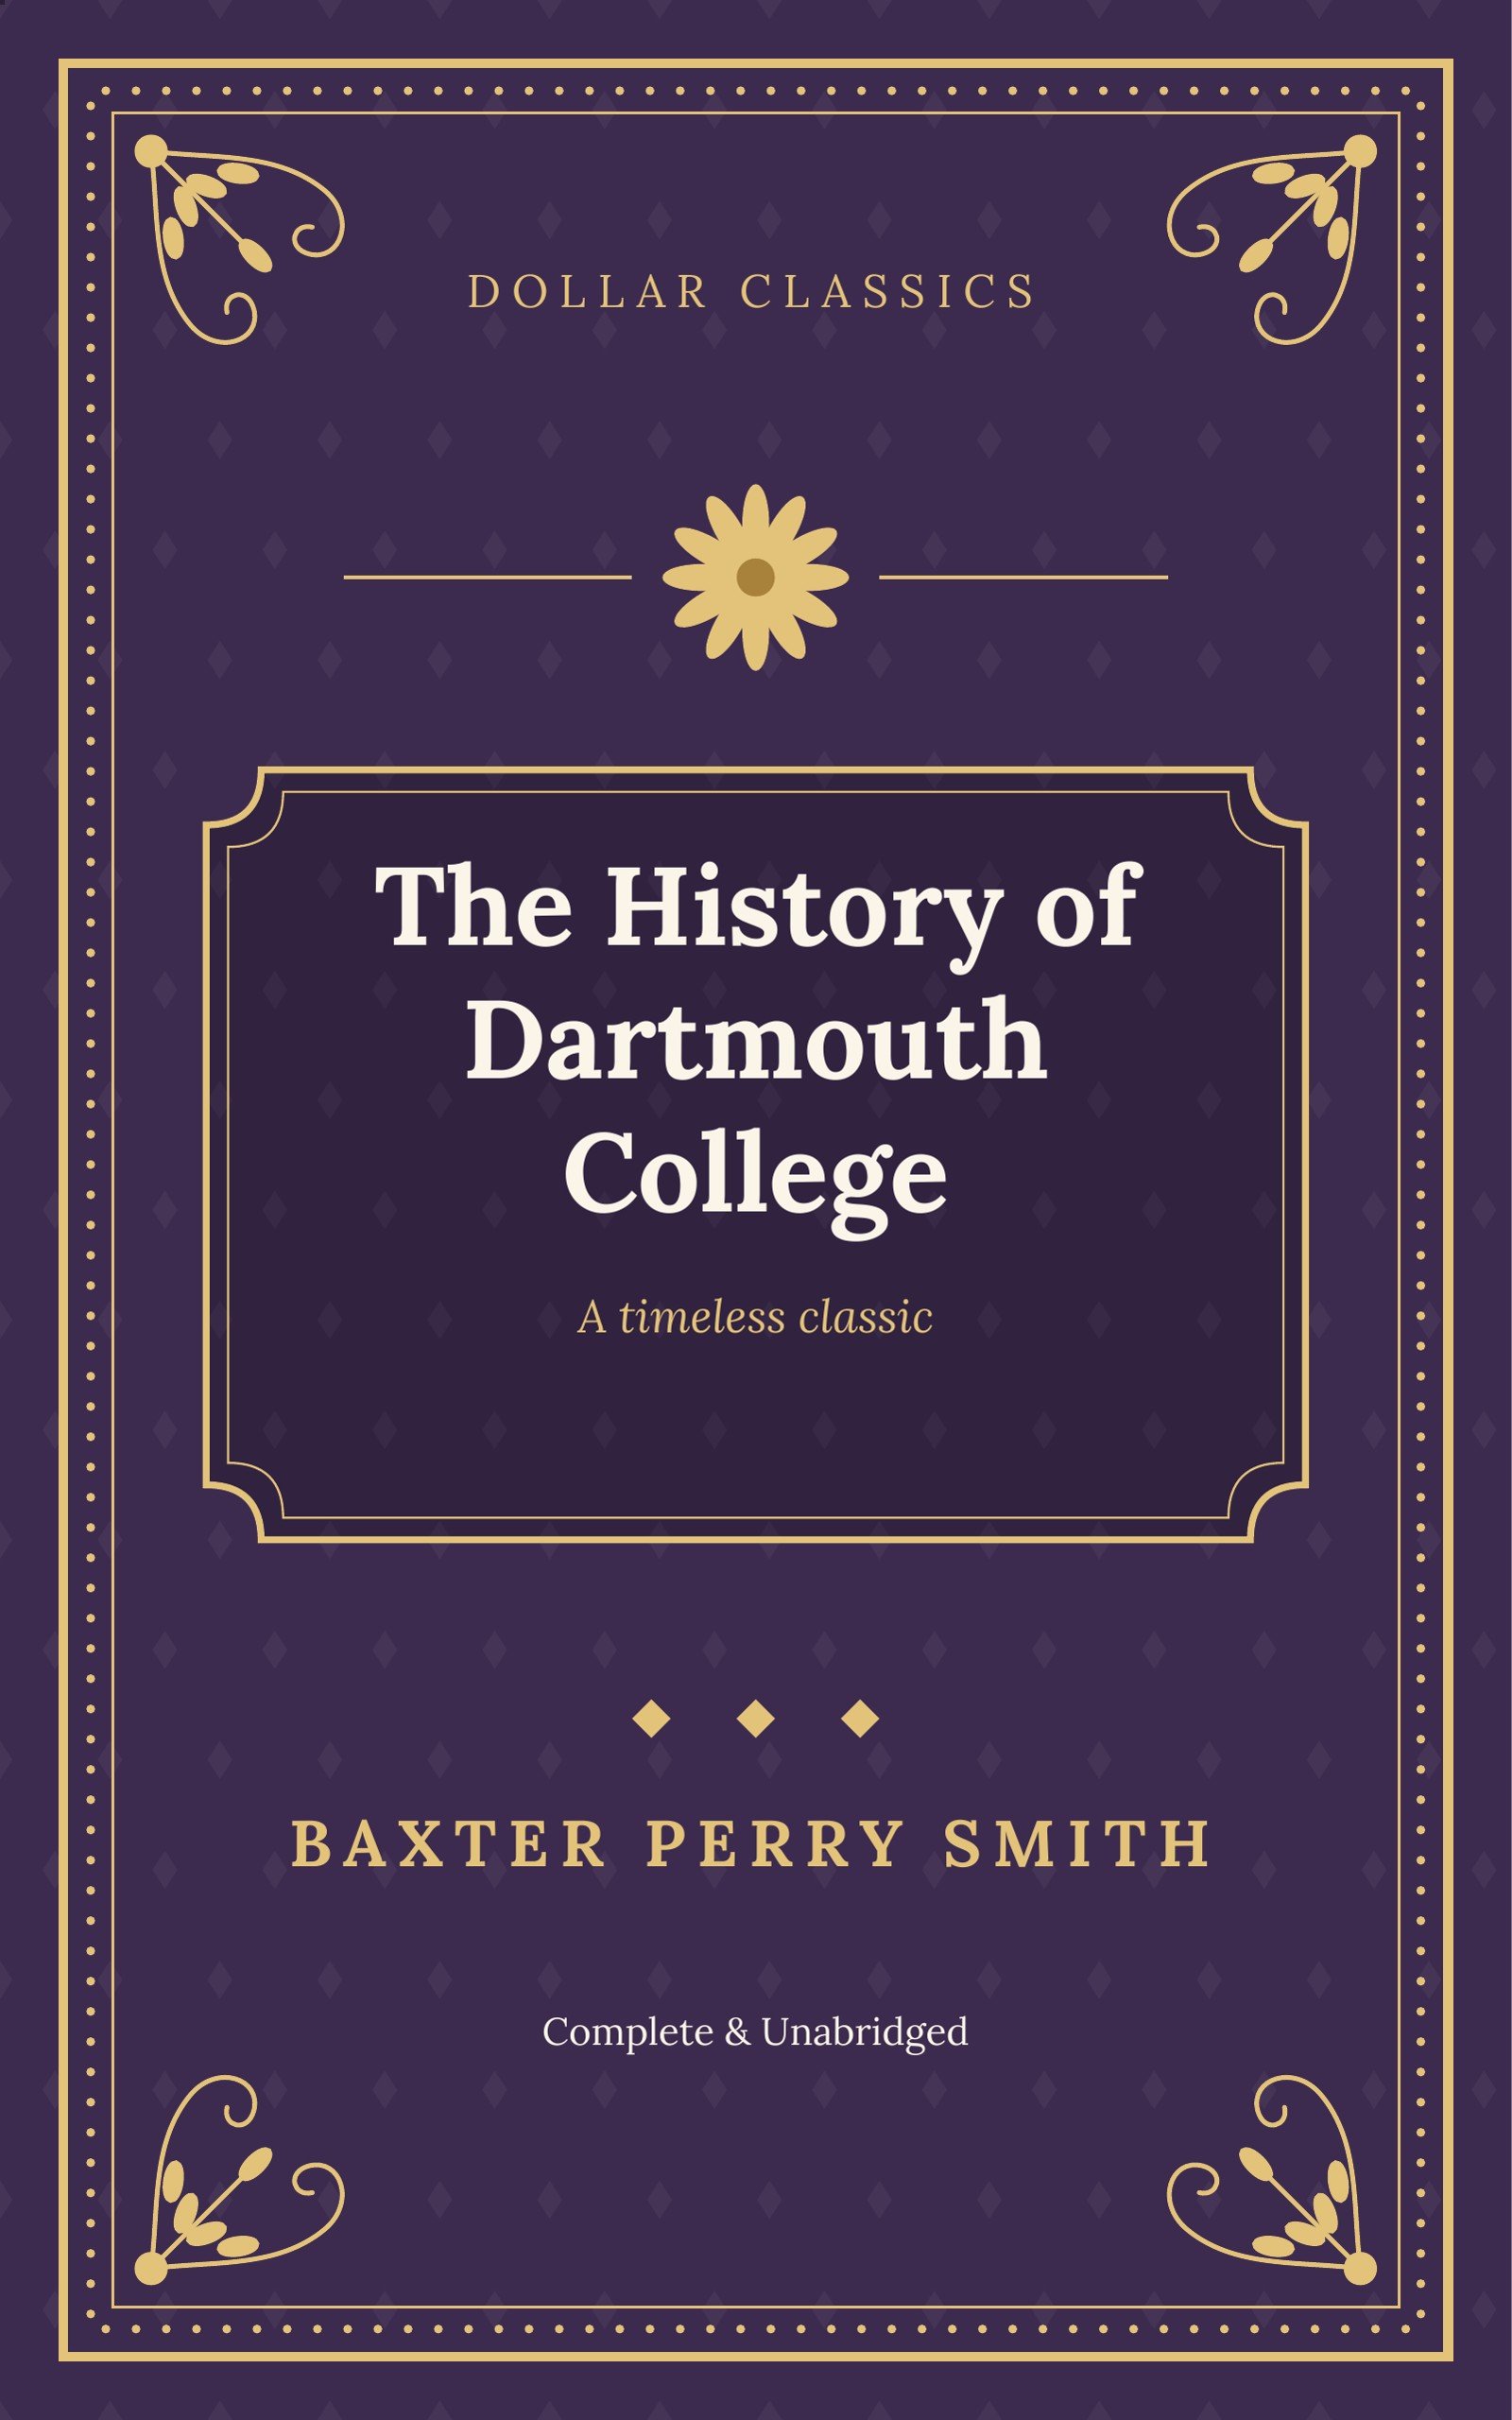 DOLLAR CLASSICS
The History of
Dartmouth
College
A timeless classic
BAXTER PERRY SMITH
Complete & Unabridged